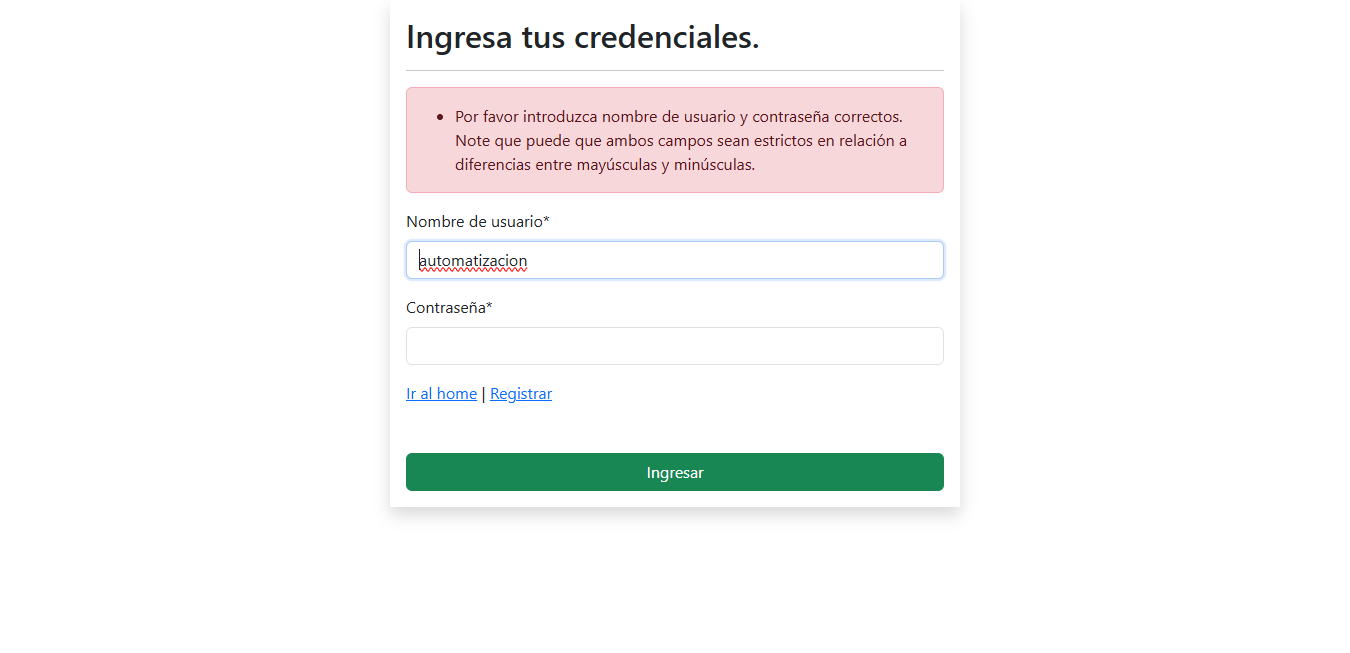 Ingresa tus credenciales.
Por favor introduzca nombre de usuario y contraseña correctos.
Note que puede que ambos campos sean estrictos en relación a
diferencias entre mayúsculas y minúsculas.
Nombre de usuario*
automatizacion
Contraseña*
Ir al home | Registrar
Ingresar